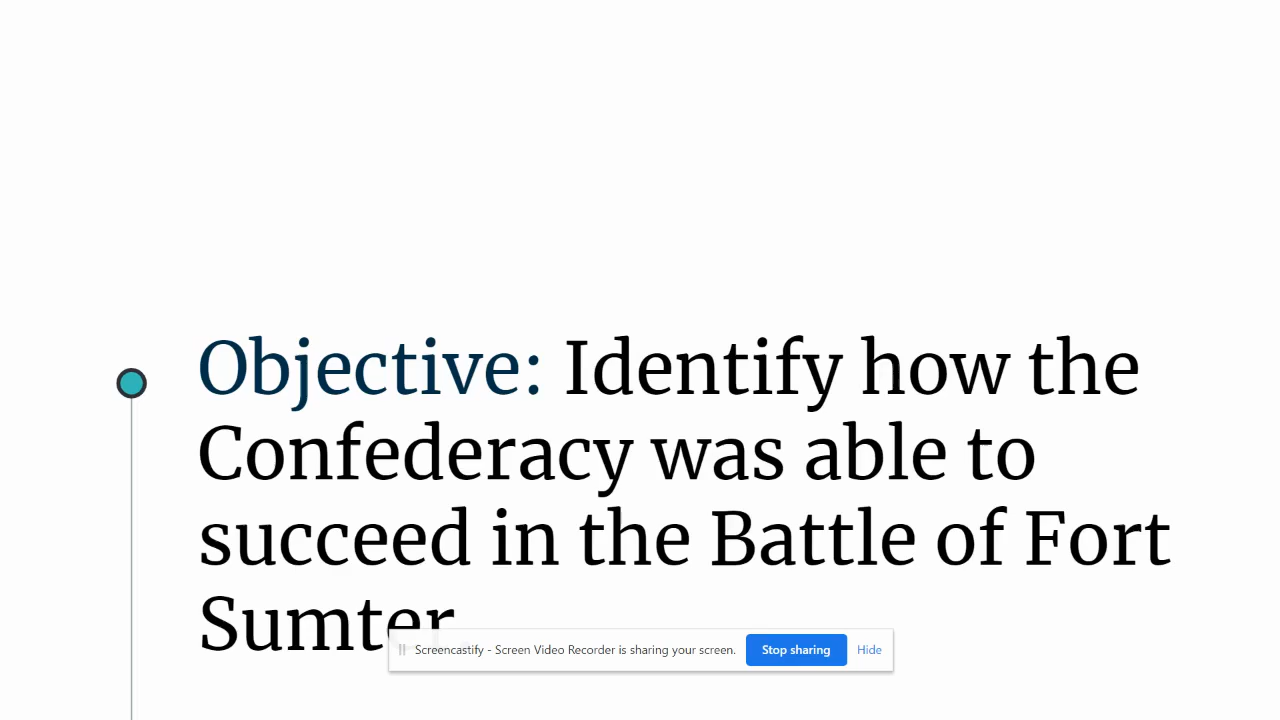 Objective: Identify how the
Confederacy was able to
succeed in the Battle of Fort
Sumter
Screencastify - Screen Video Recorder is sharing your screen. Stop sharing Hide